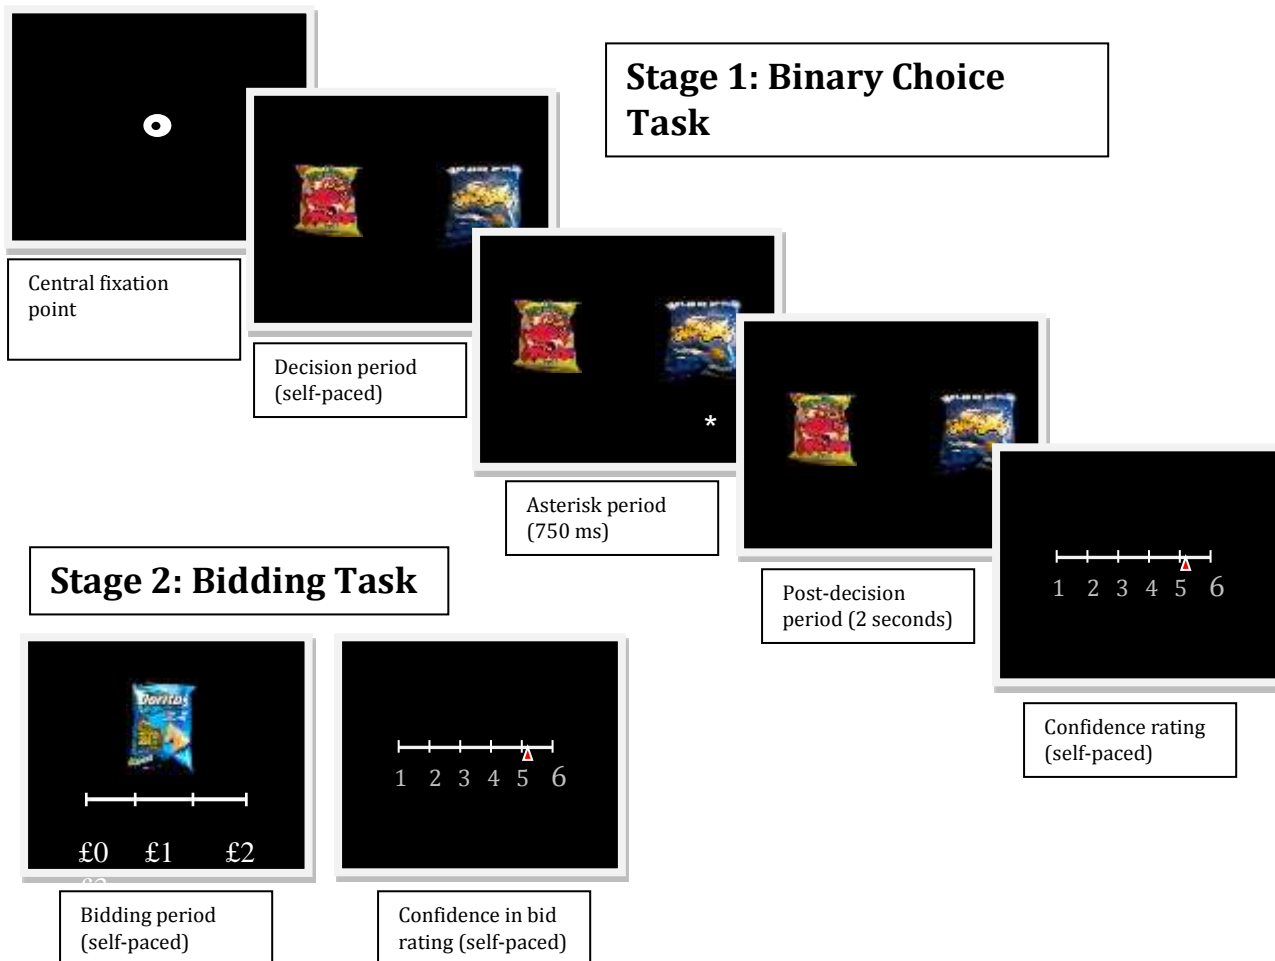 Stage 1: Binary Choice
Task
Central fixation
point
Decision period
(self-paced)
*
Asterisk period
(750 ms)
Post-decision
period (2 seconds)
1 2 3 4 5 6
Confidence rating
(self-paced)
Stage 2: Bidding Task
Doritos
£0 £1 £2
Bidding period
(self-paced)
1 2 3 4 5 6
Confidence in bid
rating (self-paced)